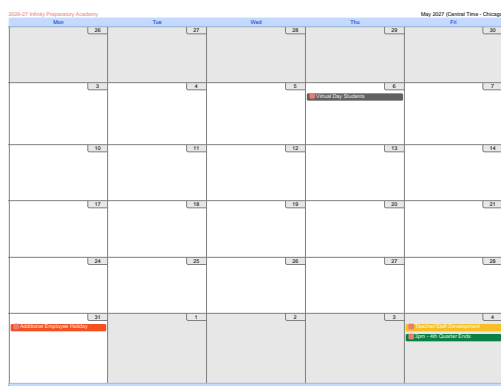 2026-27 Infinity Preparatory Academy
May 2027 (Central Time - Chicago
Mon Tue Wed Thu Fri
26 27 28 29 30
3 4 5 6 7
Virtual Day Students
10 11 12 13 14
17 18 19 20 21
24 25 26 27 28
31 1 2 3 4
Additional Employee Holiday
Teacher/Staff Development
3pm - 4th Quarter Ends